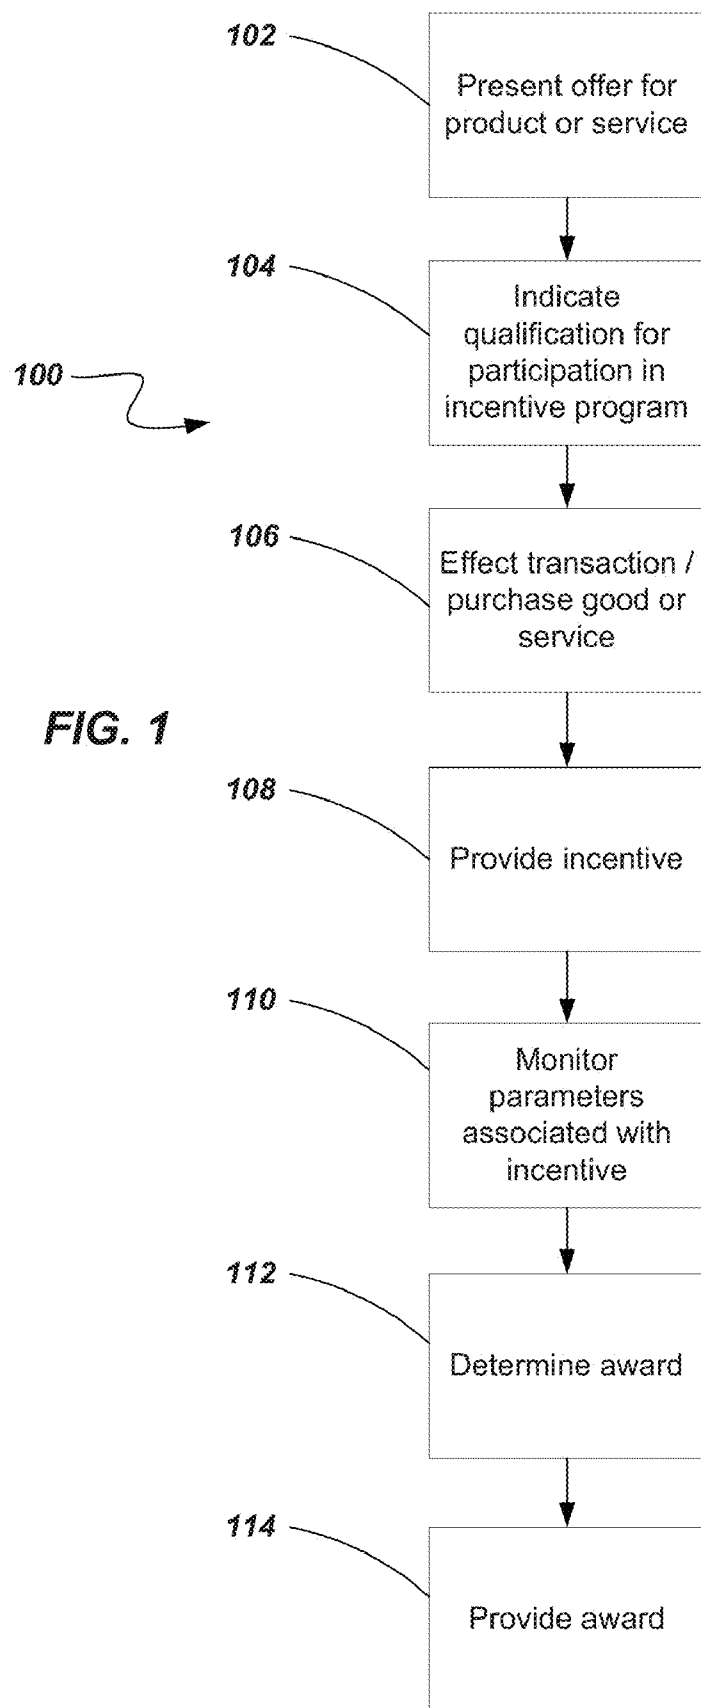 102
Present offer for
product or service
104
Indicate
qualification for
participation in
incentive program
100
106
Effect transaction /
purchase good or
service
FIG. 1
108
Provide incentive
110
Monitor
parameters
associated with
incentive
112
Determine award
114
Provide award